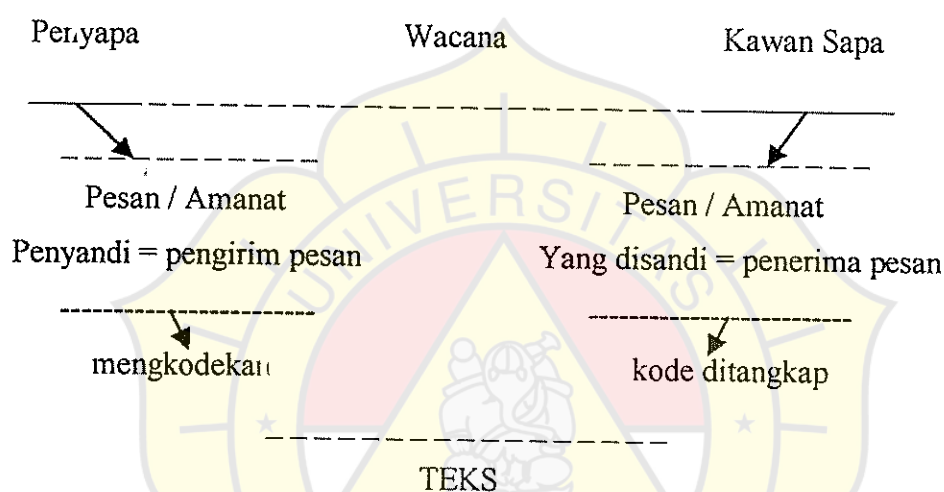 Penyapa Wacana Kawan Sapa
Pesan / Amanat Pesan / Amanat
UNIVERSITAS
Penyandi = pengirim pesan Yang disandi = penerima pesan
mengkodekan kode ditangkap
TEKS